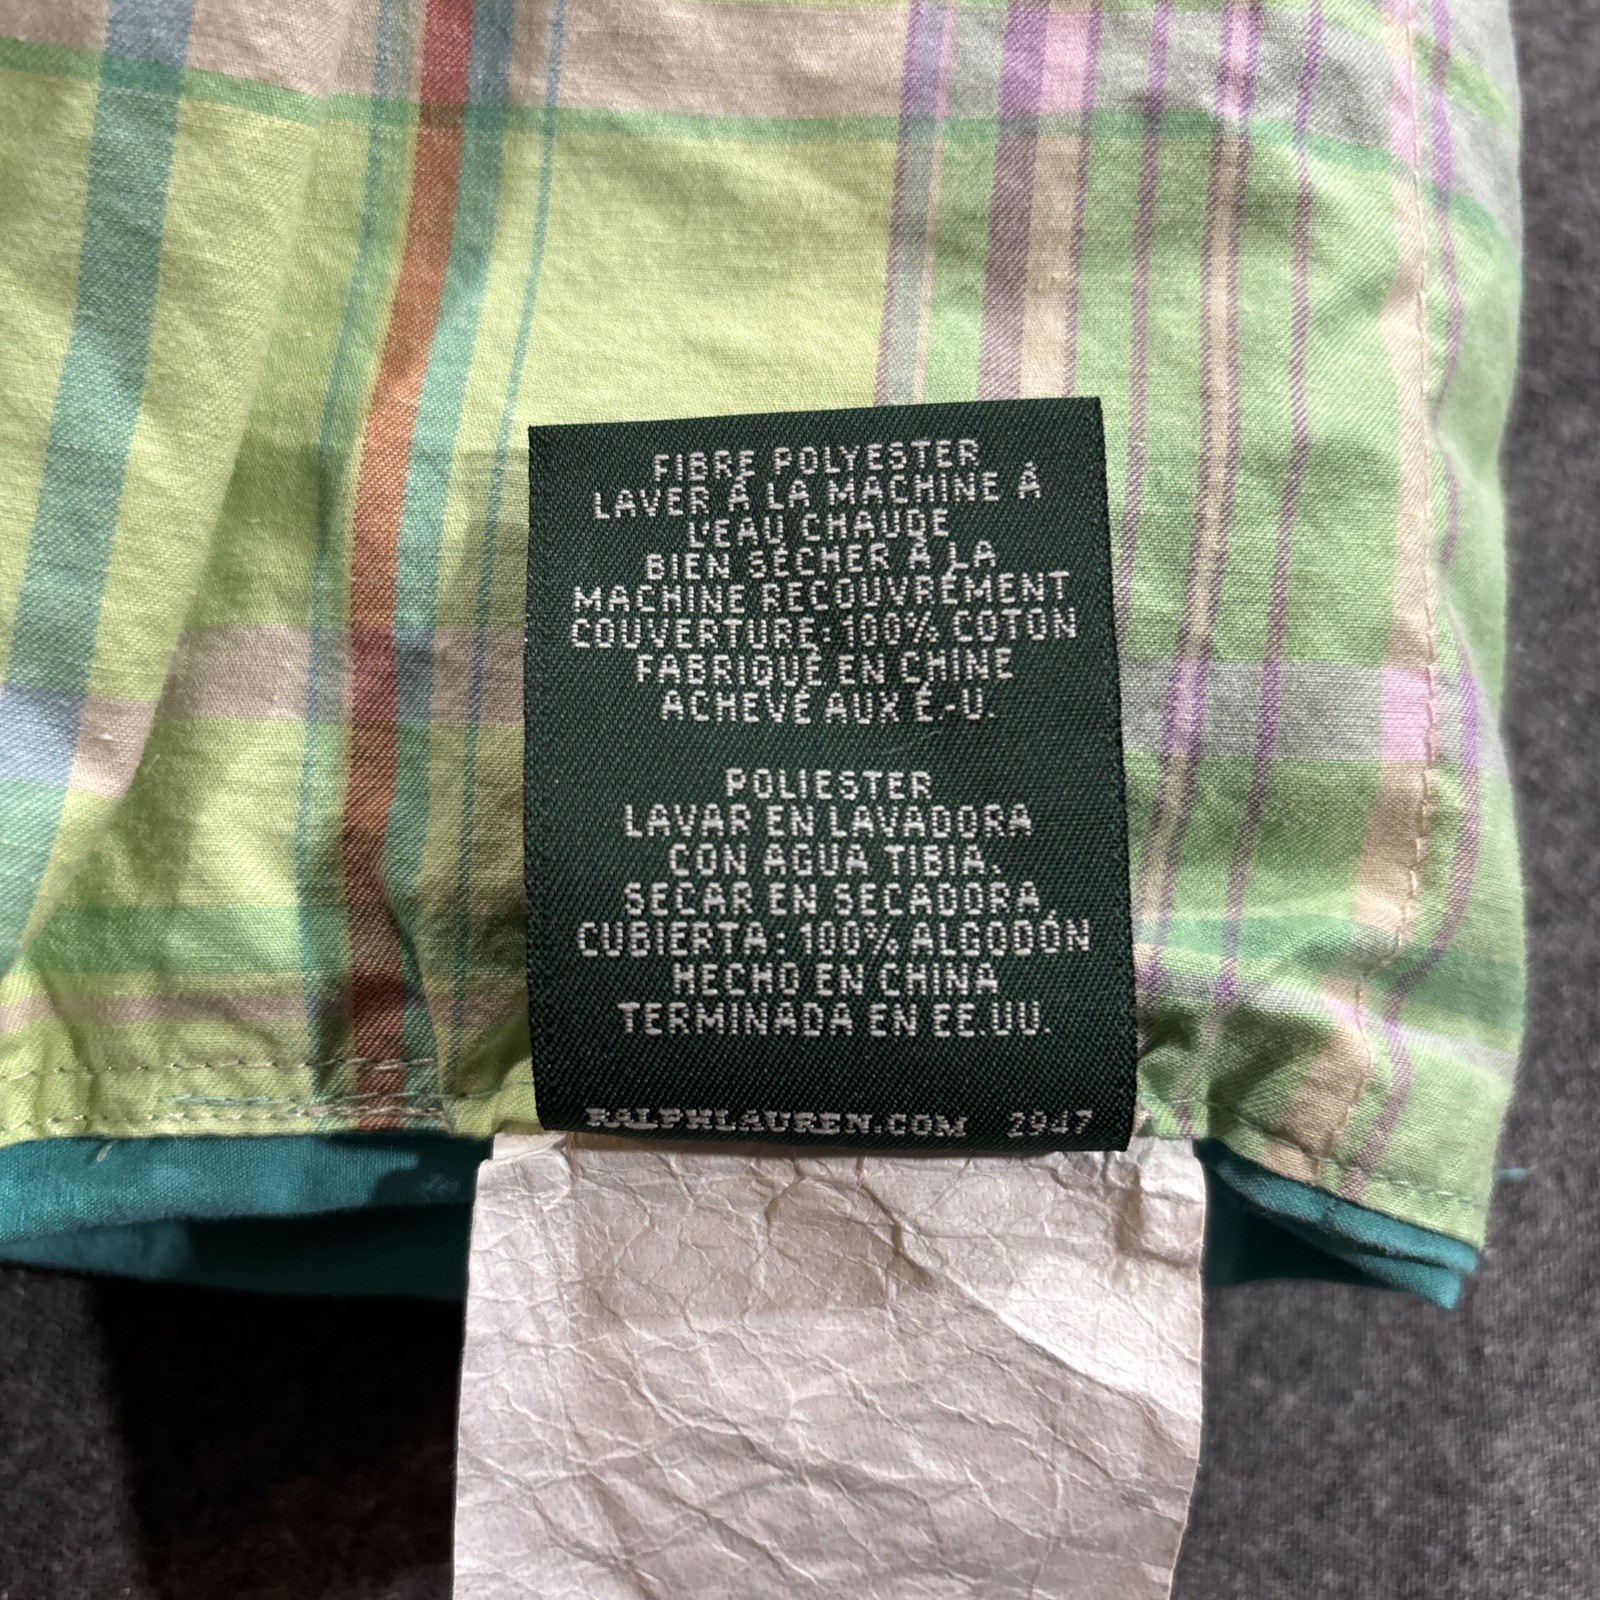 FIBRE POLYESTER
LAVER À LA MACHINE À
L'EAU CHAUDE
BIEN SÉCHER À LA
MACHINE RECOUVREMENT
COUVERTURE: 100% COTON
FABRIQUÉ EN CHINE
ACHEVÉ AUX É.-U.
POLIESTER
LAVAR EN LAVADORA
CON AGUA TIBIA.
SECAR EN SECADORA.
CUBIERTA: 100% ALGODÓN
HECHO EN CHINA
TERMINADA EN EE.UU.
RALPHLAUREN.COM 2947